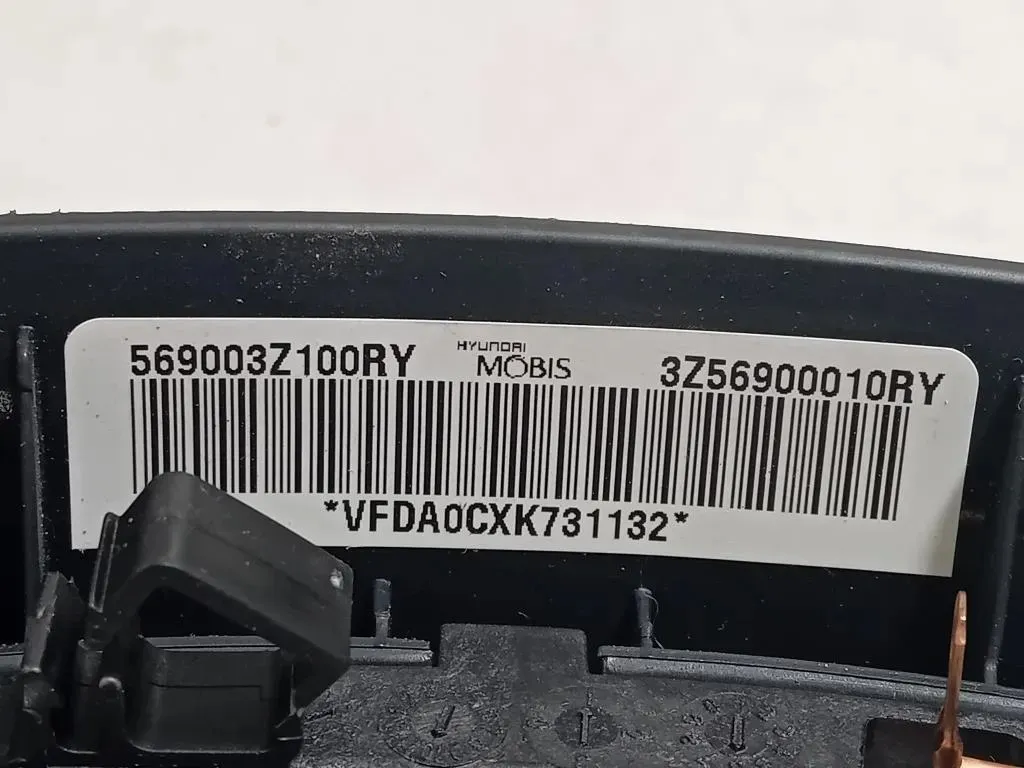 569003Z100RY
HYUNDAI
MOBIS
3Z56900010RY
*VFDA0CXK731132*